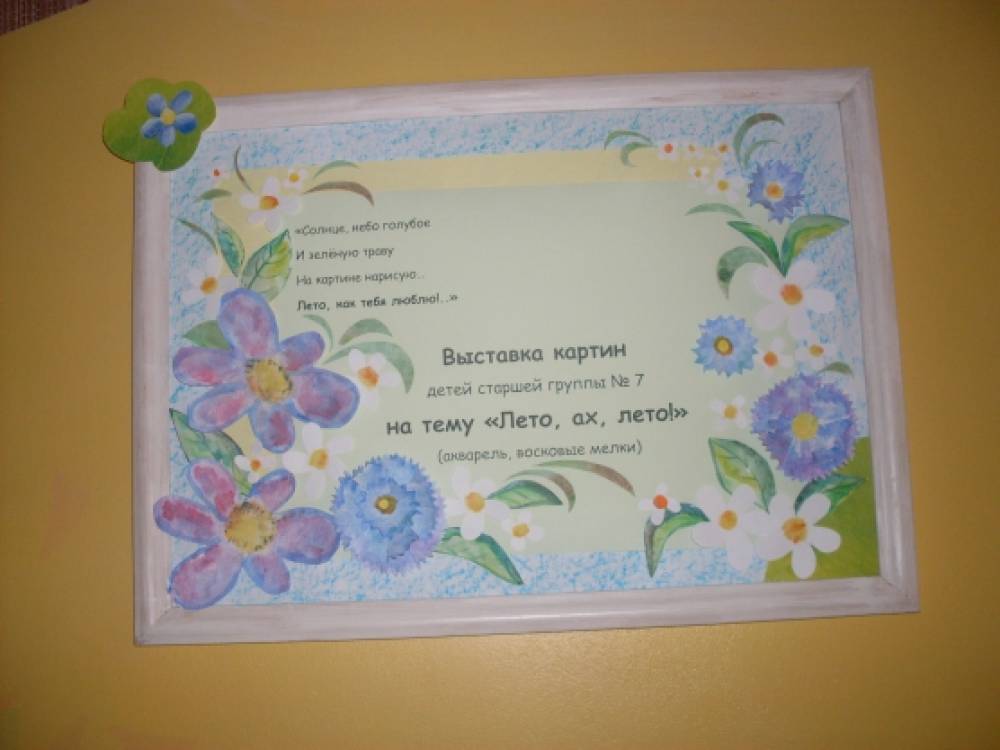 «Солнце, небо голубое
И зелёную траву
На картине нарисую..
Лето, как тебя люблю!..»
Выставка картин
детей старшей группы № 7
на тему «Лето, ах, лето!»
(акварель, восковые мелки)